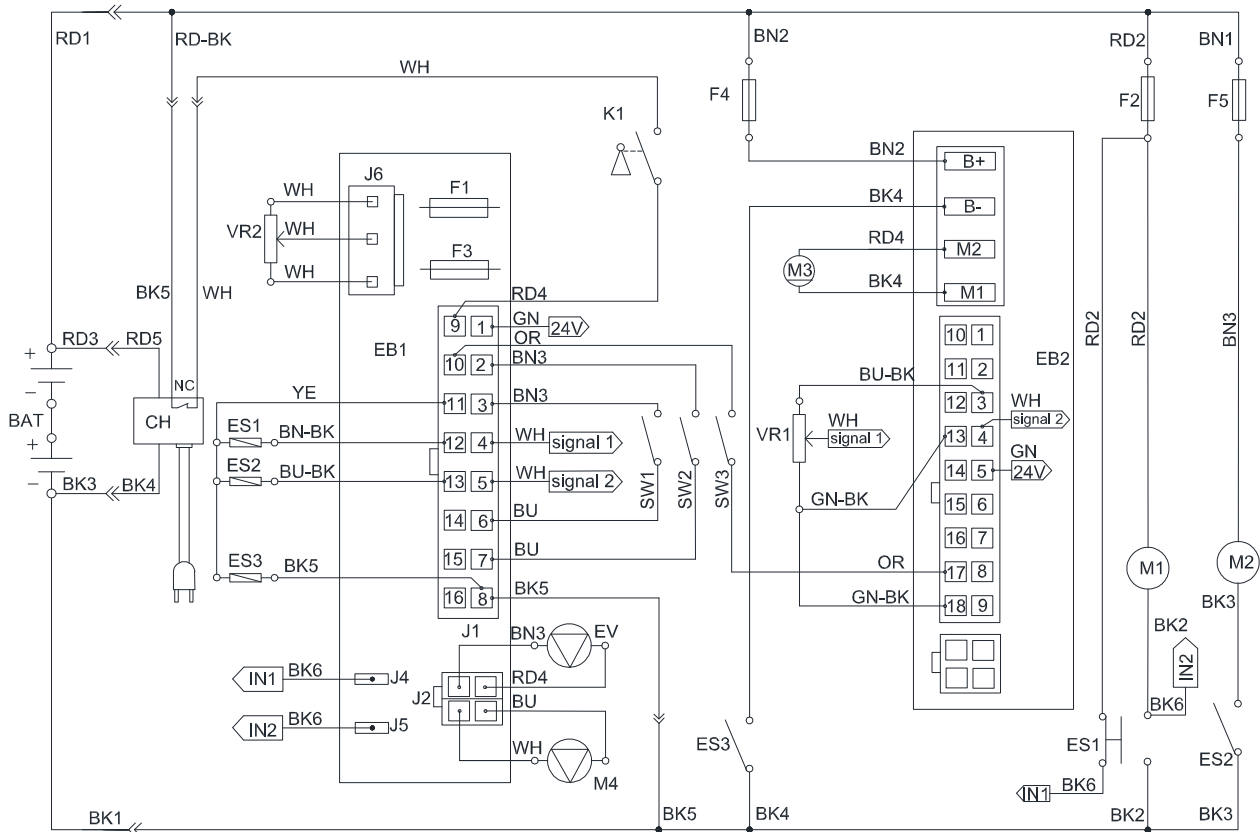 RD1 RD-BK BN2 RD2 BN1
WH
F4 F2 F5
K1
J6
WH
F1
VR2 WH
F3
WH
BN2 B+
BK4 B-
RD4 M2
M3
BK4 M1
BK5 WH
RD4
RD2 RD2 BN3
9 1 GN 24V
OR
10 2 BN3
EB1
10 1
EB2
11 2
RD3 RD5
+
-
NC
BAT
CH
+
-
BK3 BK4
YE 11 3 BN3
ES1 BN-BK 12 4 WH signal 1
ES2 BU-BK 13 5 WH signal 2
14 6 BU
15 7 BU
ES3 BK5 16 8 BK5
J1
SW1 SW2 SW3
BU-BK 12 3 WH signal 2
VR1 WH signal 1 13 4
GN
14 5 24V
GN-BK 15 6
16 7
OR 17 8
GN-BK 18 9
M1 M2
BK3
BK2
IN2
BK6
BN3 EV
IN1 BK6 J4
RD4
J2
BU
IN2 BK6 J5
WH
M4
ES3
ES1
ES2
IN1 BK6
BK1 BK5 BK4 BK2 BK3